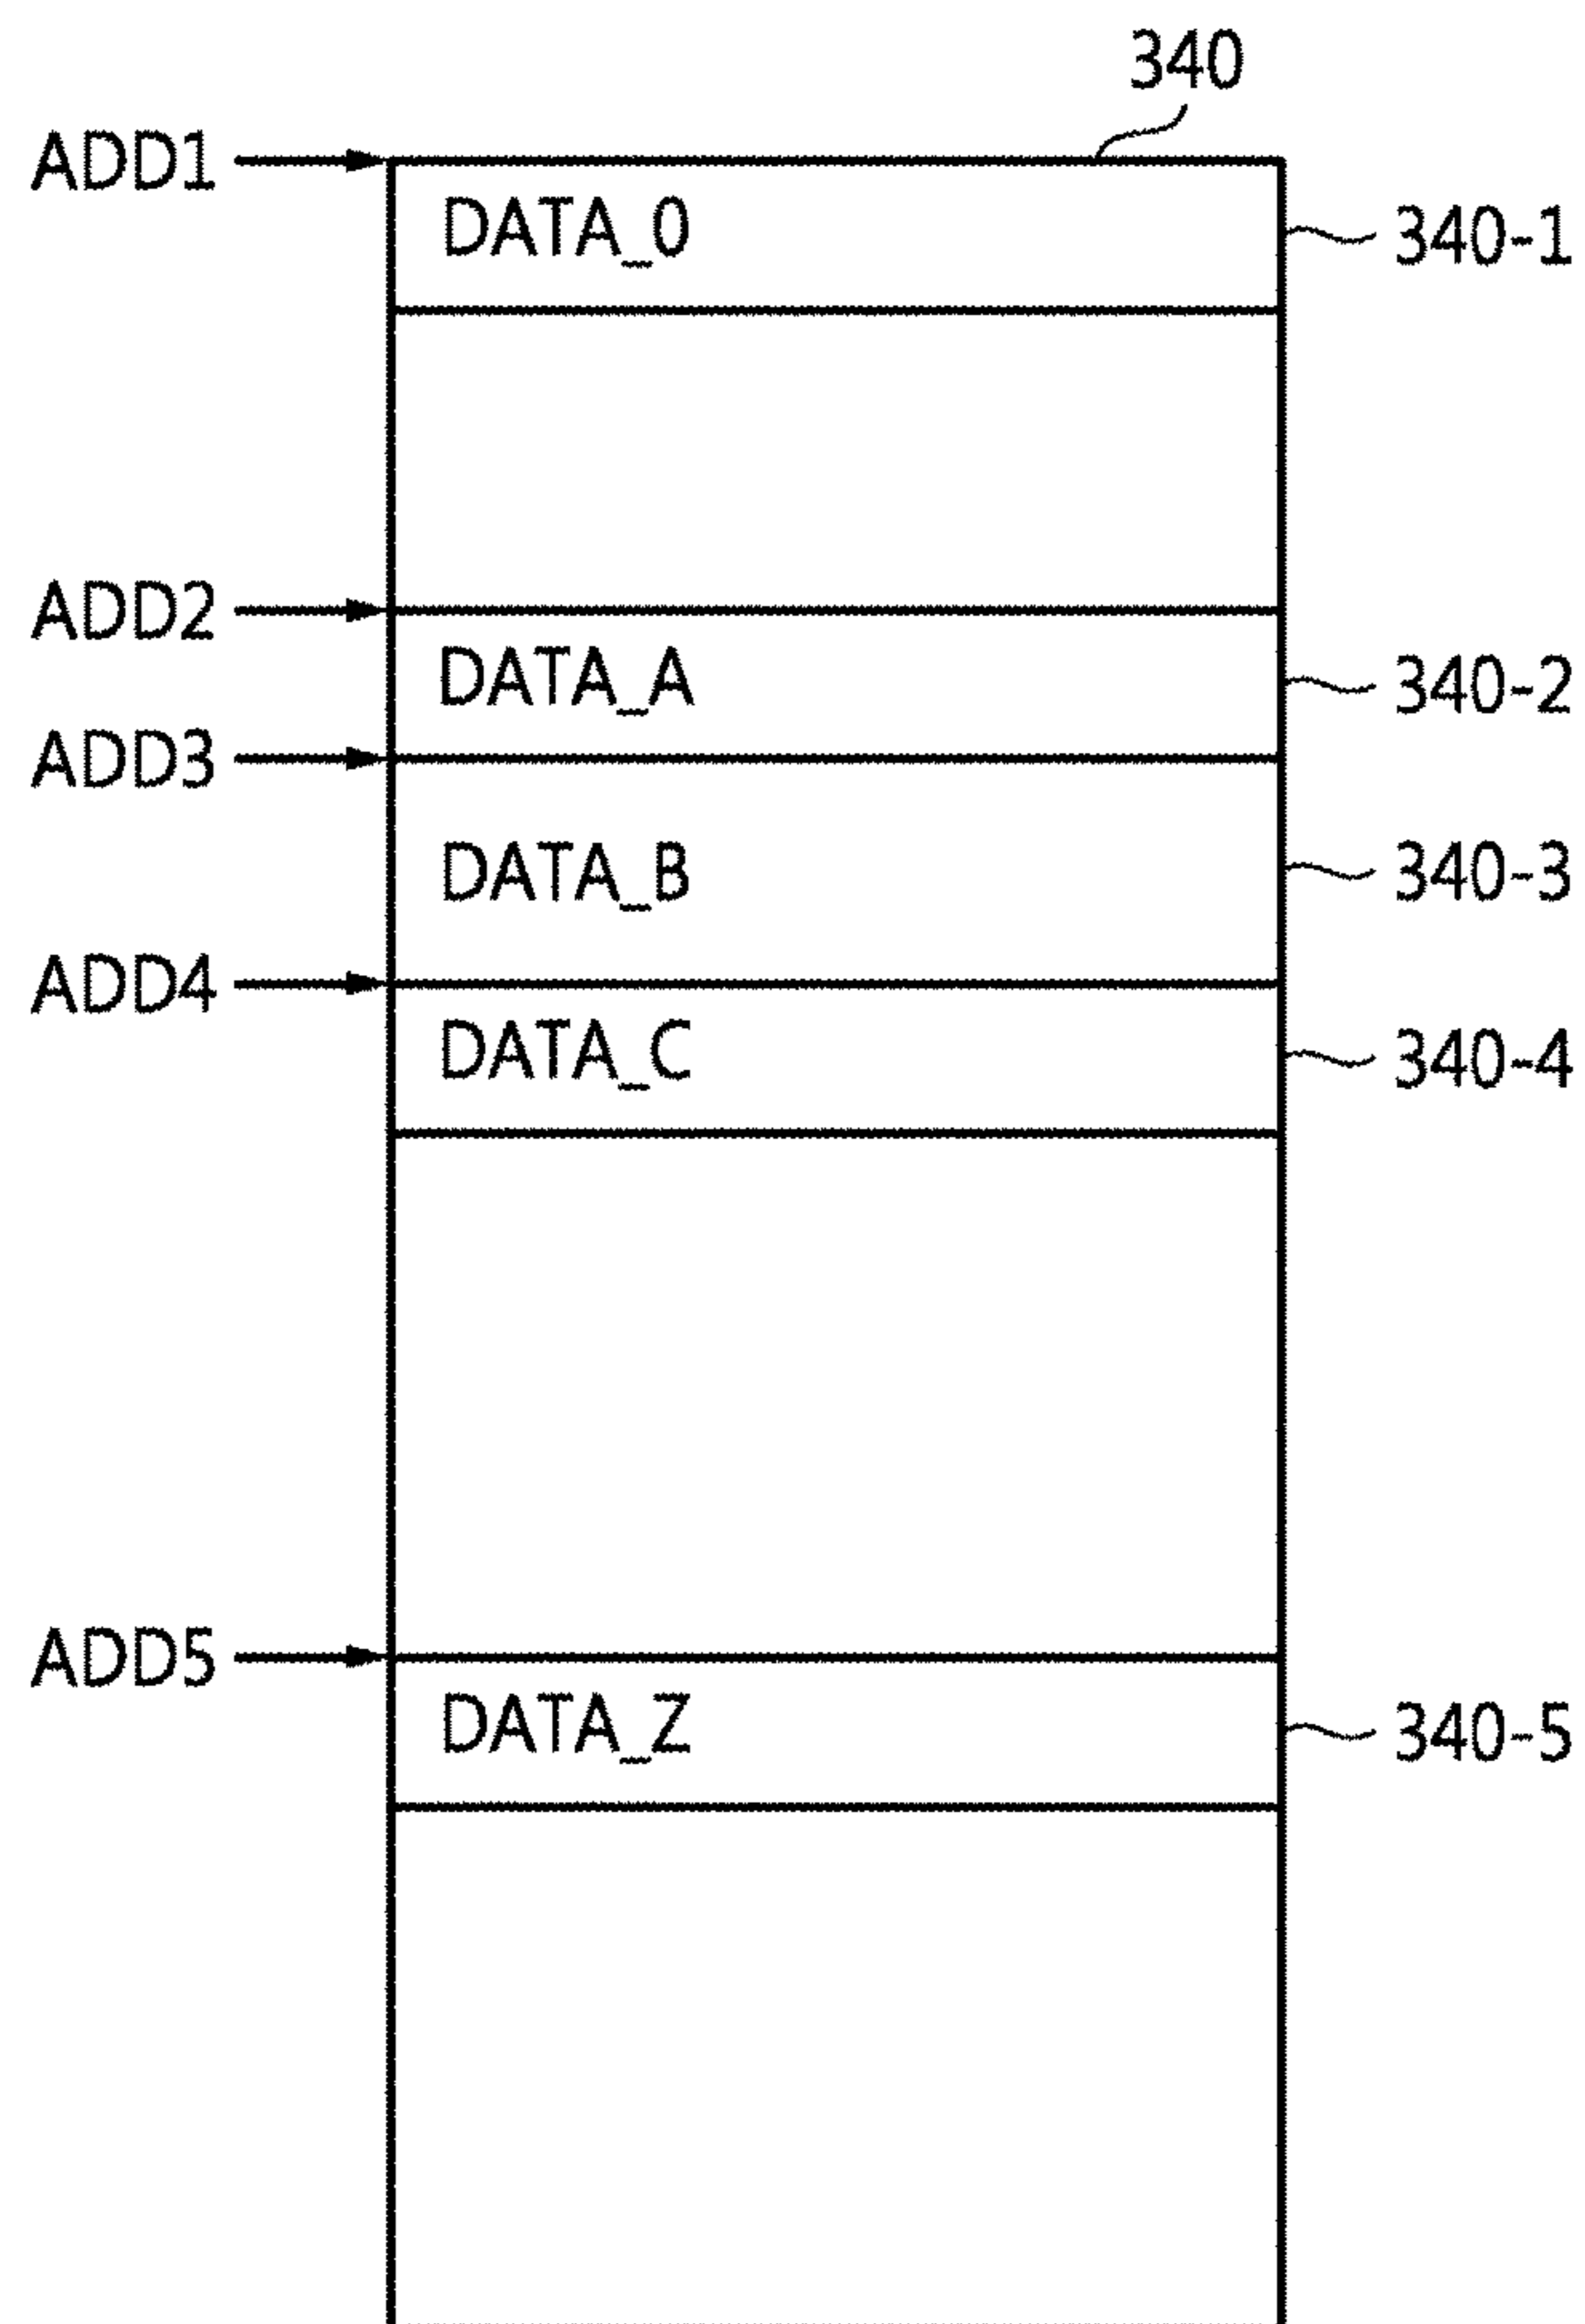 340
ADD1
DATA_0
340-1
ADD2
DATA_A
340-2
ADD3
DATA_B
340-3
ADD4
DATA_C
340-4
ADD5
DATA_Z
340-5